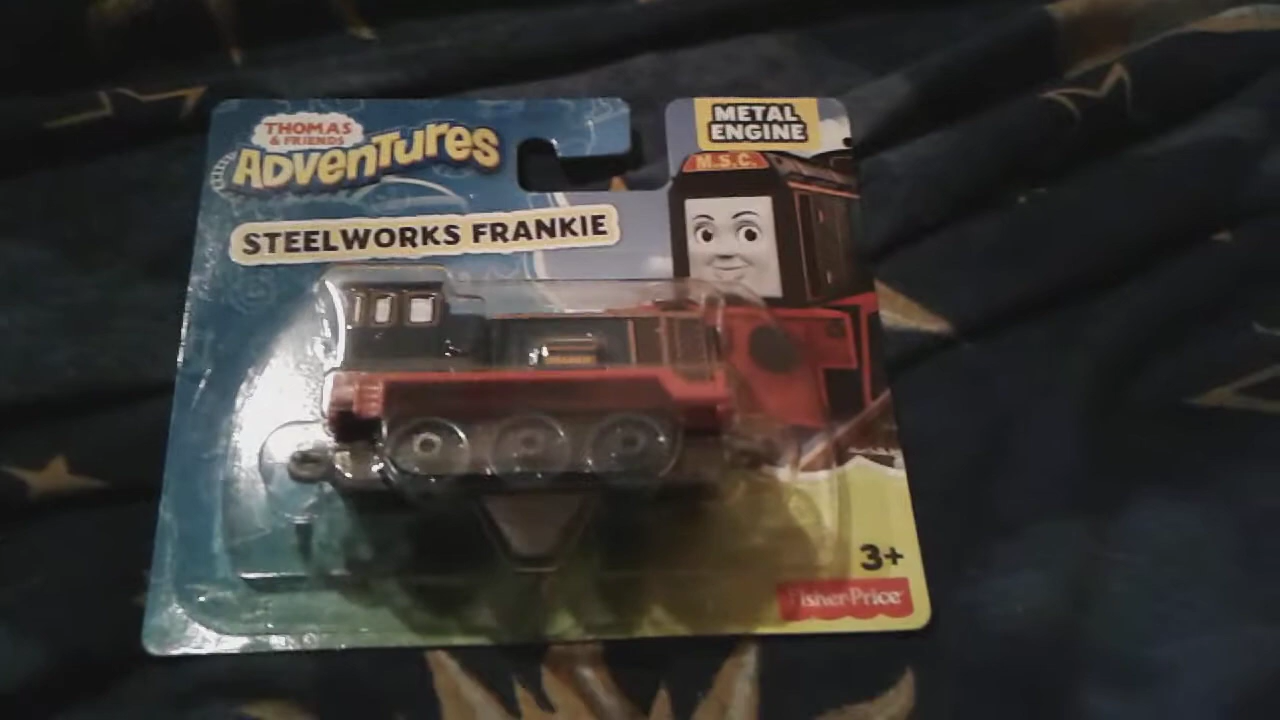 THOMAS
& FRIENDS
ADVENTURES
STEELWORKS FRANKIE
METAL
ENGINE
M.S.C.
3+
Fisher-Price